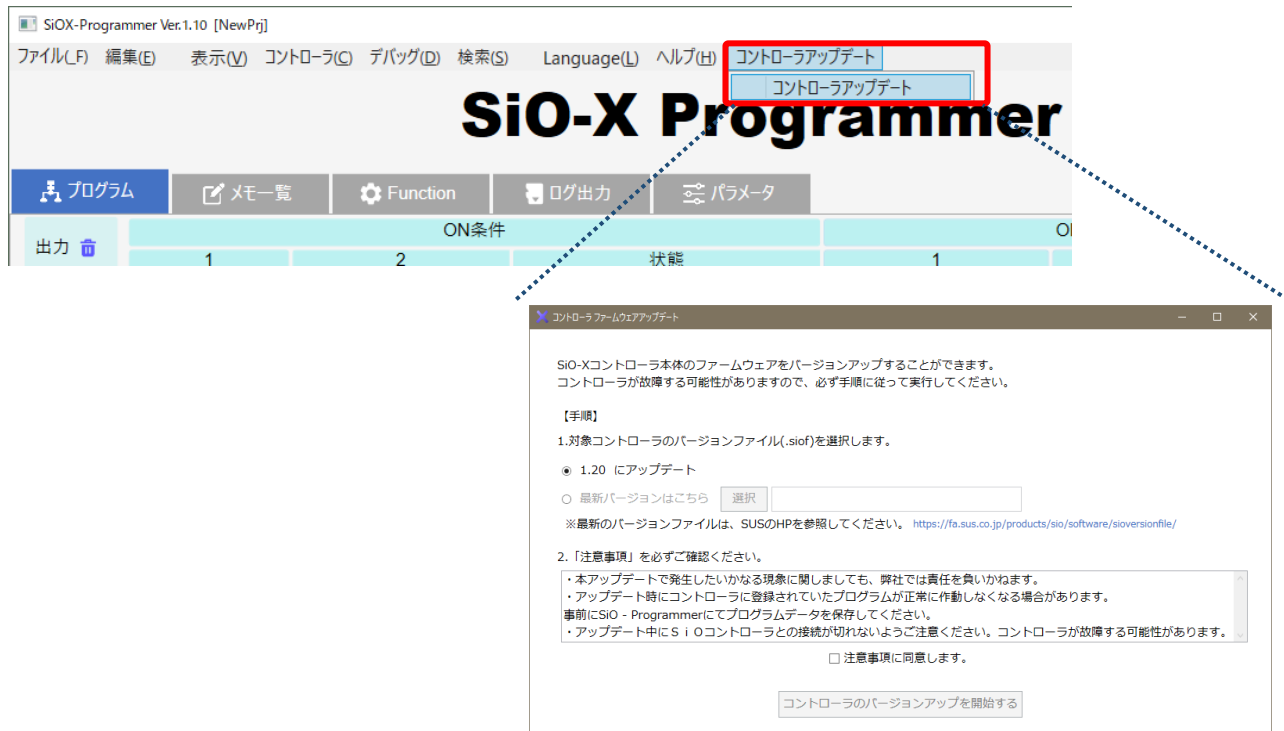 SiOX-Programmer Ver.1.10 [NewPrj]
ファイル(_F) 編集(E) 表示(V) コントローラ(C) デバッグ(D) 検索(S) Language(L) ヘルプ(H) コントローラアップデート
コントローラアップデート
SiO-X Programmer
プログラム メモ一覧 Function ログ出力 パラメータ
出力 ON条件
1 2 状態 1
コントローラ ファームウェアアップデート
SiO-Xコントローラ本体のファームウェアをバージョンアップすることができます。
コントローラが故障する可能性がありますので、必ず手順に従って実行してください。
【手順】
1.対象コントローラのバージョンファイル(.siof)を選択します。
1.20 にアップデート
最新バージョンはこちら 選択
※最新のバージョンファイルは、SUSのHPを参照してください。 https://fa.sus.co.jp/products/sio/software/sioversionfile/
2.「注意事項」を必ずご確認ください。
・本アップデートで発生したいかなる現象に関しましても、弊社では責任を負いかねます。
・アップデート時にコントローラに登録されていたプログラムが正常に作動しなくなる場合があります。
事前にSiO - Programmerにてプログラムデータを保存してください。
・アップデート中にＳｉＯコントローラとの接続が切れないようご注意ください。コントローラが故障する可能性があります。
注意事項に同意します。
コントローラのバージョンアップを開始する